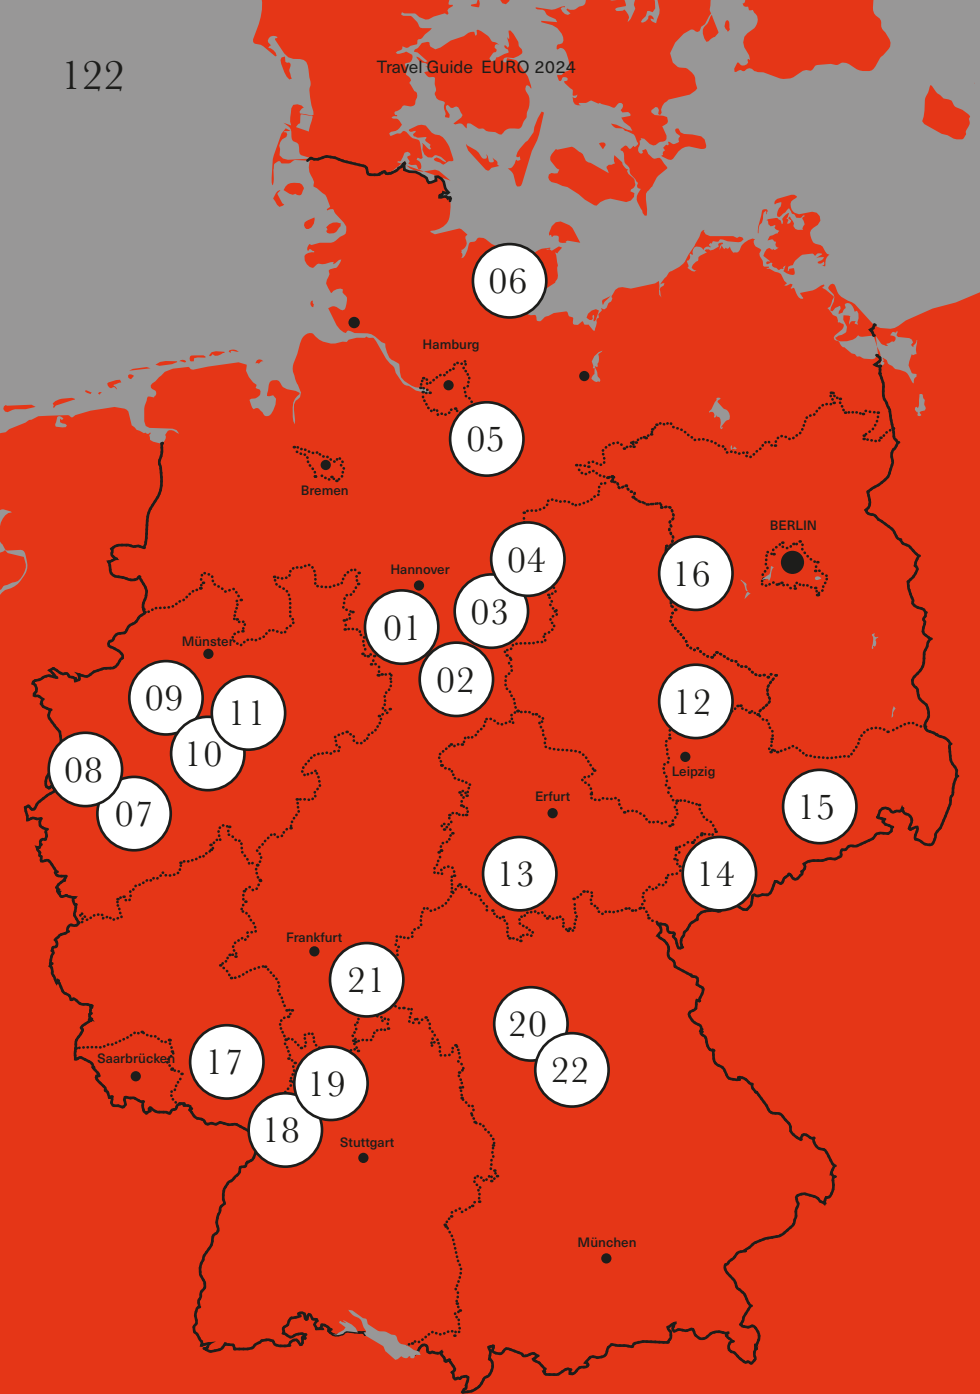 122
Travel Guide EURO 2024
06
Hamburg
05
Bremen
BERLIN
04
Hannover
16
03
01
Münster
02
09
12
11
10
08
Leipzig
07
Erfurt
15
13
14
Frankfurt
21
20
Saarbrücken
17
22
19
18
Stuttgart
München